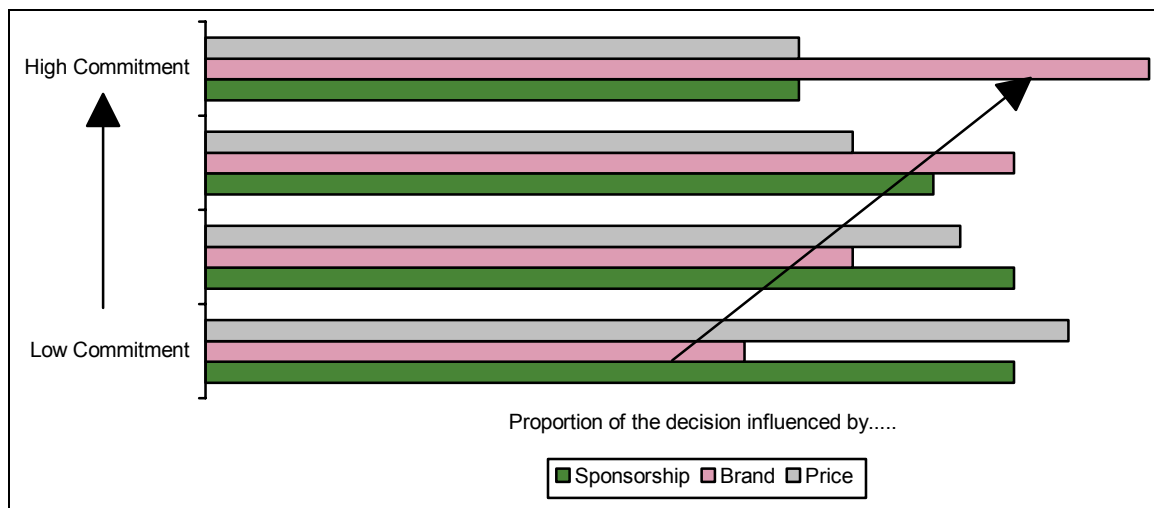 High Commitment
Low Commitment
Proportion of the decision influenced by.....
Sponsorship Brand Price